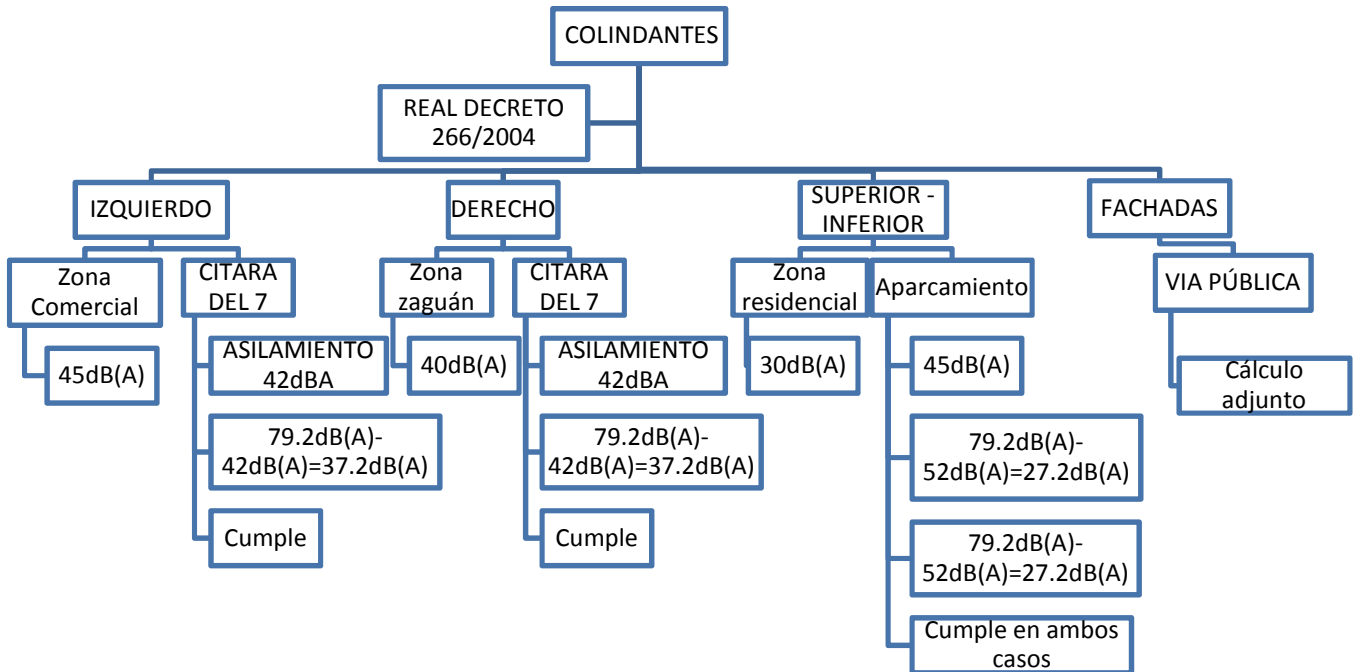 COLINDANTES
REAL DECRETO
266/2004
IZQUIERDO
Zona
Comercial
45dB(A)
CITARA
DEL 7
ASILAMIENTO
42dBA
79.2dB(A)-
42dB(A)=37.2dB(A)
Cumple
DERECHO
Zona
zaguán
40dB(A)
CITARA
DEL 7
ASILAMIENTO
42dBA
79.2dB(A)-
42dB(A)=37.2dB(A)
Cumple
SUPERIOR -
INFERIOR
Zona
residencial
30dB(A)
Aparcamiento
45dB(A)
79.2dB(A)-
52dB(A)=27.2dB(A)
79.2dB(A)-
52dB(A)=27.2dB(A)
Cumple en ambos
casos
FACHADAS
VIA PÚBLICA
Cálculo
adjunto